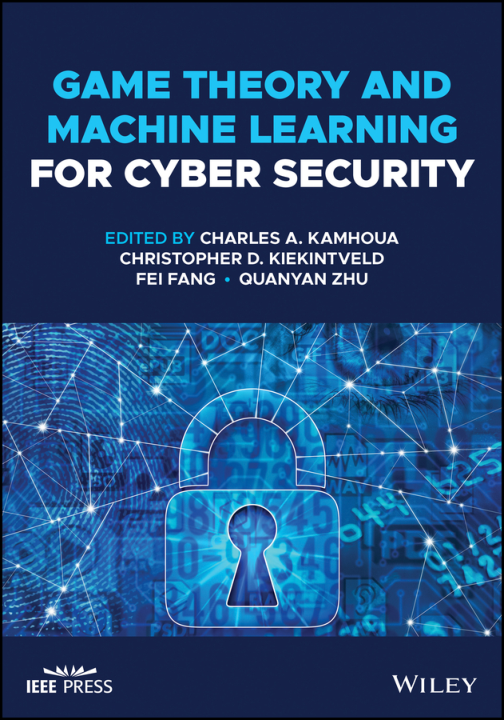 GAME THEORY AND
MACHINE LEARNING
FOR CYBER SECURITY
EDITED BY CHARLES A. KAMHOUA
CHRISTOPHER D. KIEKINTVELD
FEI FANG • QUANYAN ZHU
IEEE PRESS
WILEY